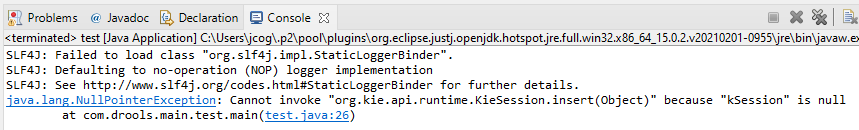 Problems @ Javadoc Declaration Console
<terminated> test [Java Application] C:\Users\jcog\.p2\pool\plugins\org.eclipse.justj.openjdk.hotspot.jre.full.win32.x86_64_15.0.2.v20210201-0955\jre\bin\javaw.ex
SLF4J: Failed to load class "org.slf4j.impl.StaticLoggerBinder".
SLF4J: Defaulting to no-operation (NOP) logger implementation
SLF4J: See http://www.slf4j.org/codes.html#StaticLoggerBinder for further details.
java.lang.NullPointerException: Cannot invoke "org.kie.api.runtime.KieSession.insert(Object)" because "kSession" is null
at com.drools.main.test.main(test.java:26)